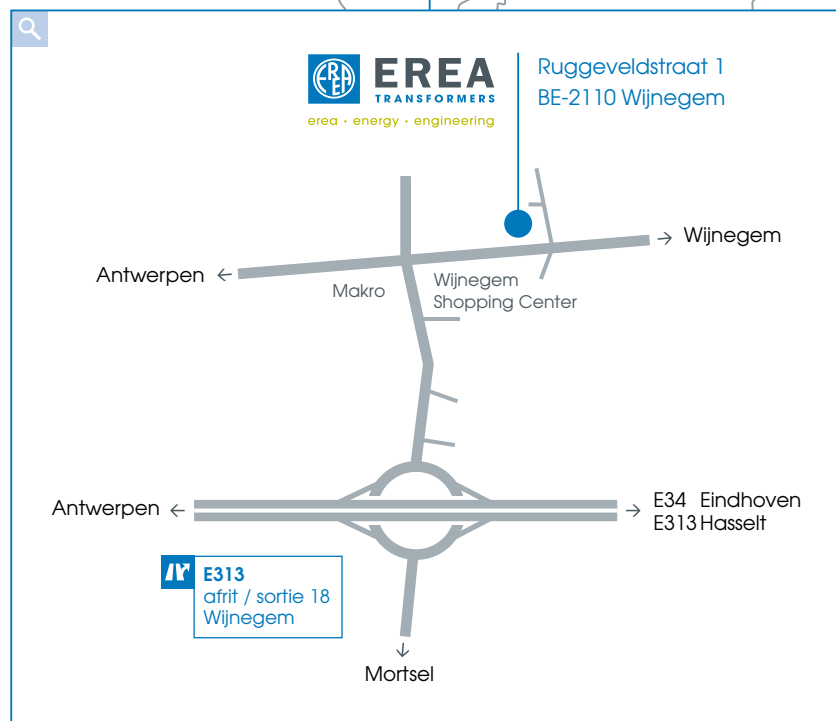 EREA
TRANSFORMERS
erea · energy · engineering
Ruggeveldstraat 1
BE-2110 Wijnegem
Wijnegem
Antwerpen
Makro
Wijnegem
Shopping Center
Antwerpen
E34 Eindhoven
E313 Hasselt
E313
afrit / sortie 18
Wijnegem
Mortsel